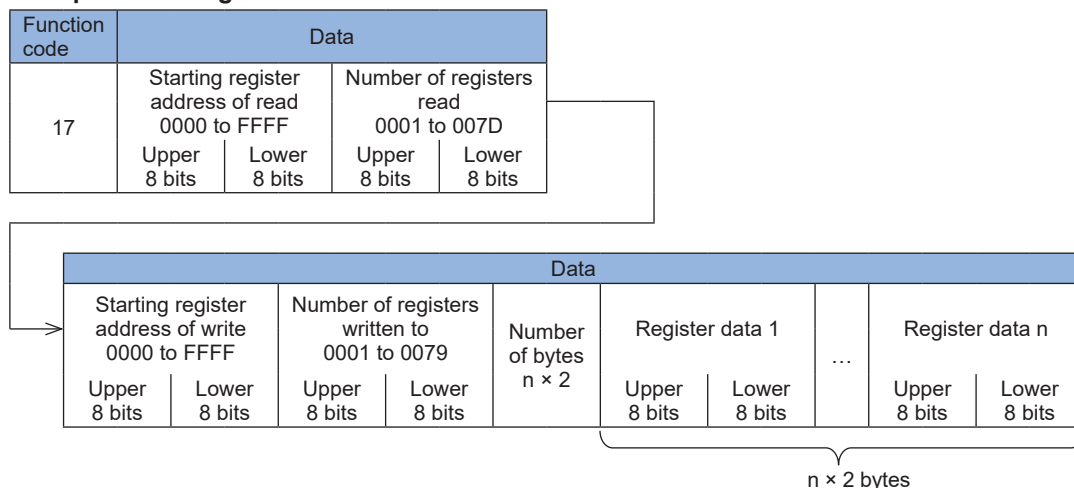 Function
code
Data
17
Starting register
address of read
0000 to FFFF
Number of registers
read
0001 to 007D
Upper
8 bits
Lower
8 bits
Upper
8 bits
Lower
8 bits
Data
Starting register
address of write
0000 to FFFF
Number of registers
written to
0001 to 0079
Number
of bytes
n × 2
Register data 1
…
Register data n
Upper
8 bits
Lower
8 bits
Upper
8 bits
Lower
8 bits
Upper
8 bits
Lower
8 bits
Upper
8 bits
Lower
8 bits
n × 2 bytes